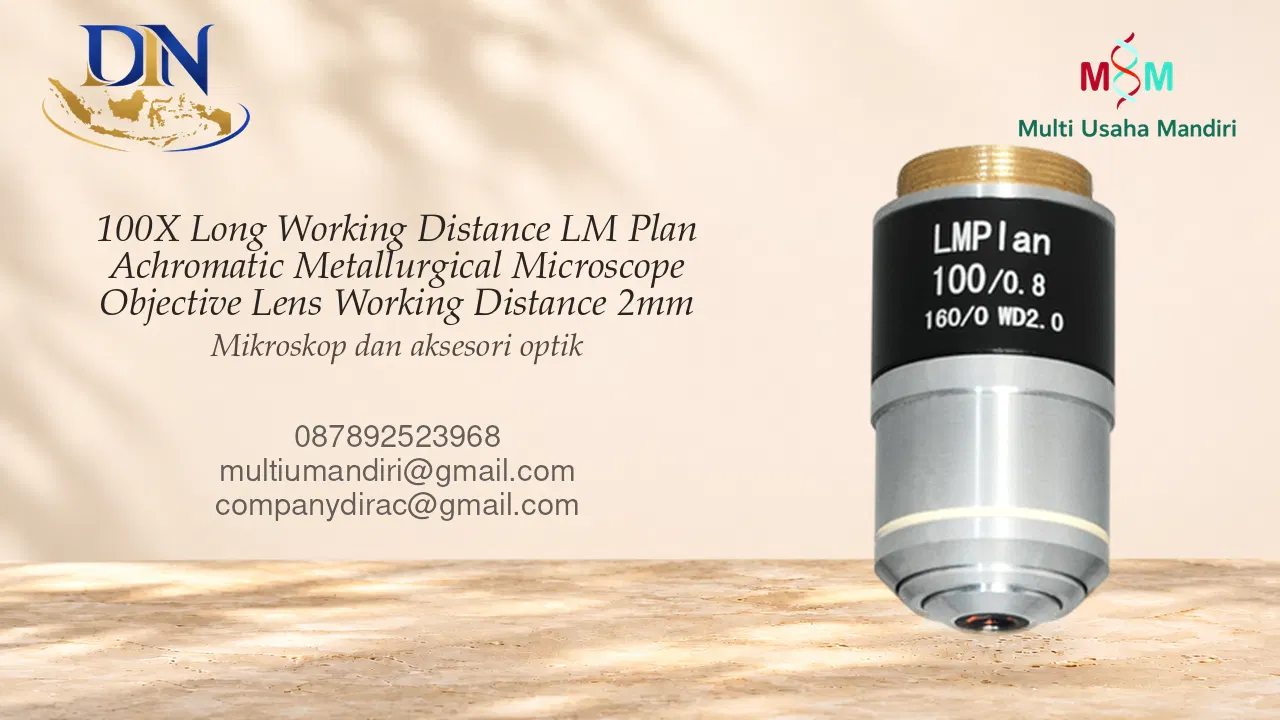 DIN
M M
Multi Usaha Mandiri
100X Long Working Distance LM Plan
Achromatic Metallurgical Microscope
Objective Lens Working Distance 2mm
Mikroskop dan aksesori optik
087892523968
multiumandiri@gmail.com
companydirac@gmail.com
LMPlan
100/0.8
160/0 WD2.0